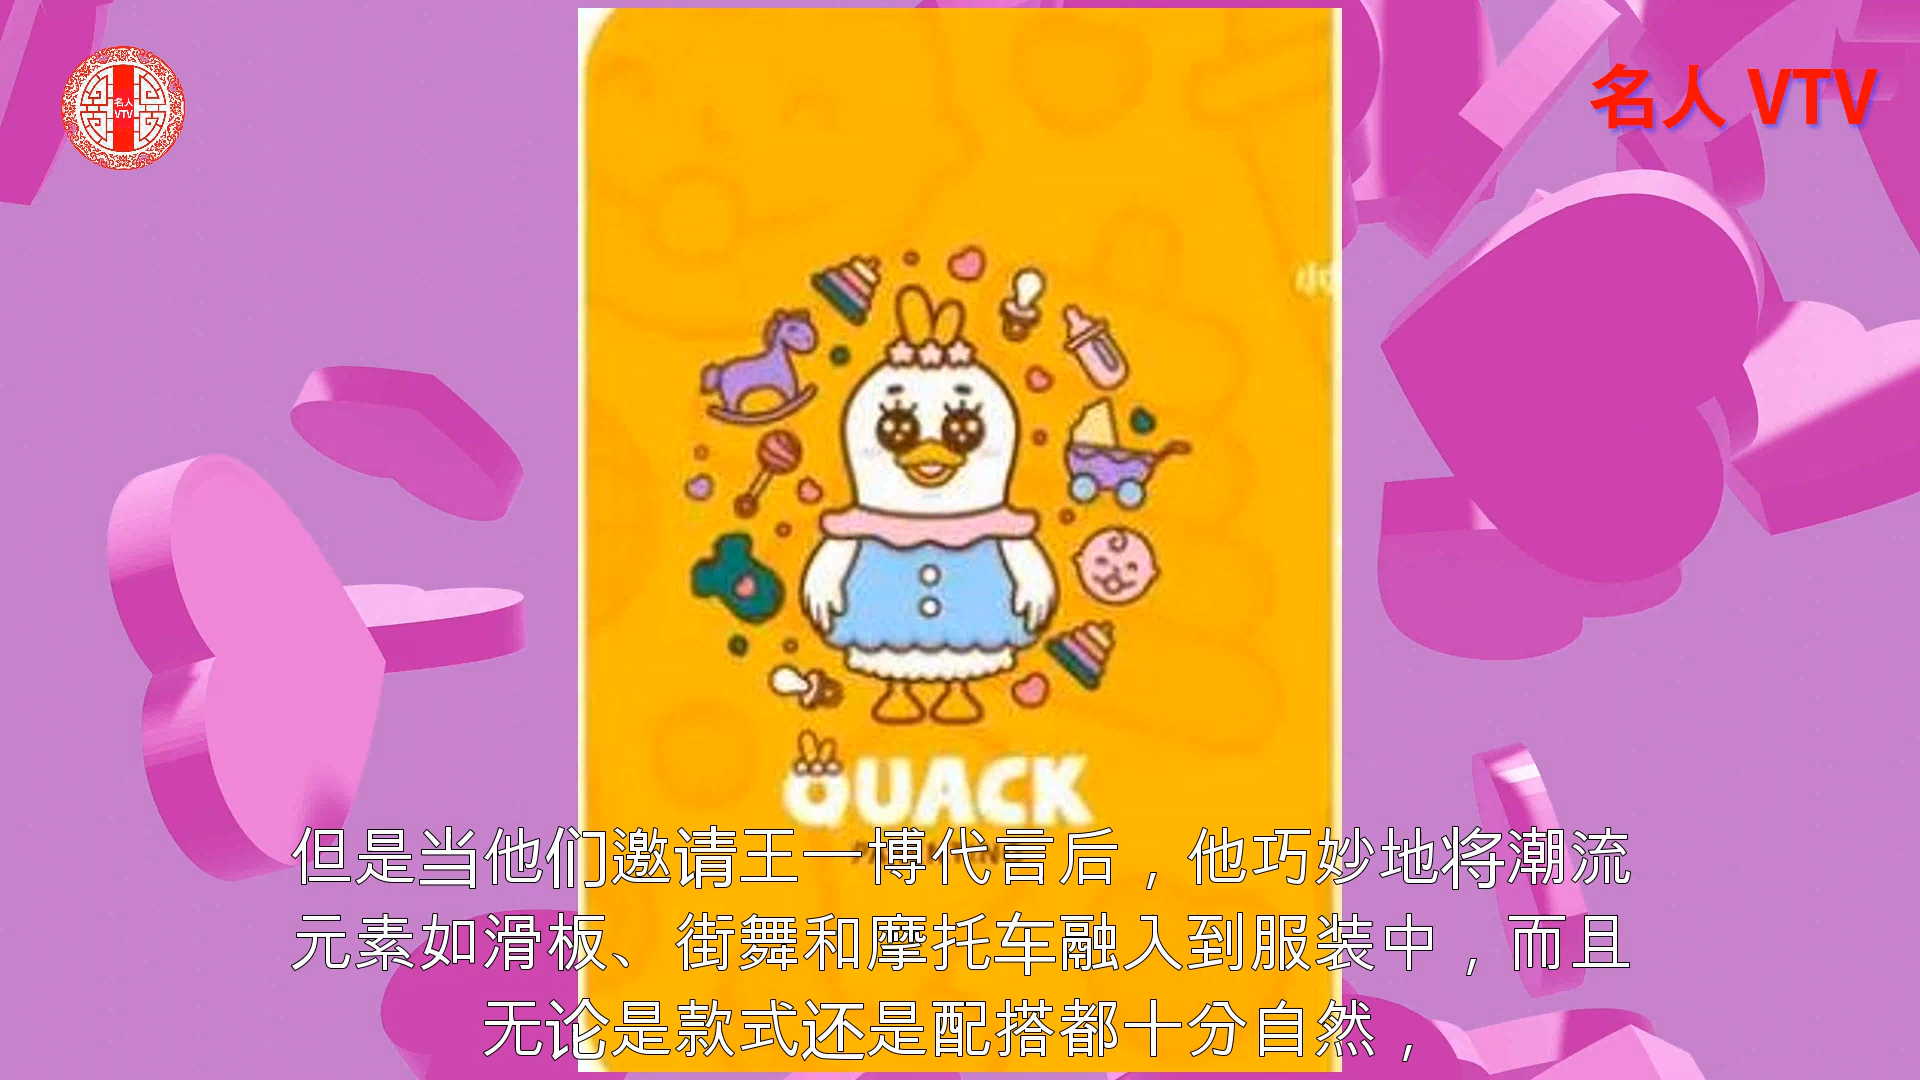 名人
VTV
名人 VTV
QUACK
但是当他们邀请王一博代言后，他巧妙地将潮流
元素如滑板、街舞和摩托车融入到服装中，而且
无论是款式还是配搭都十分自然，